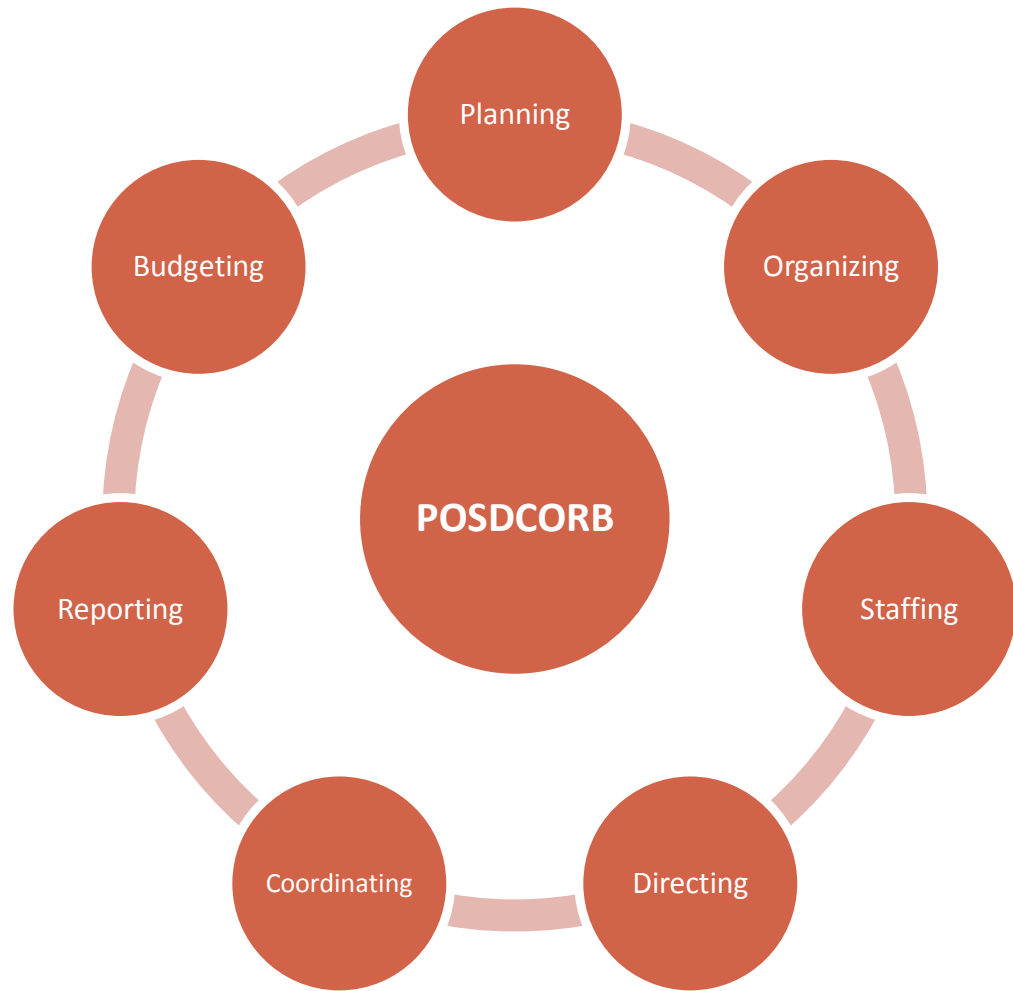 Planning
Organizing
Staffing
Directing
Coordinating
Reporting
Budgeting
POSDCORB